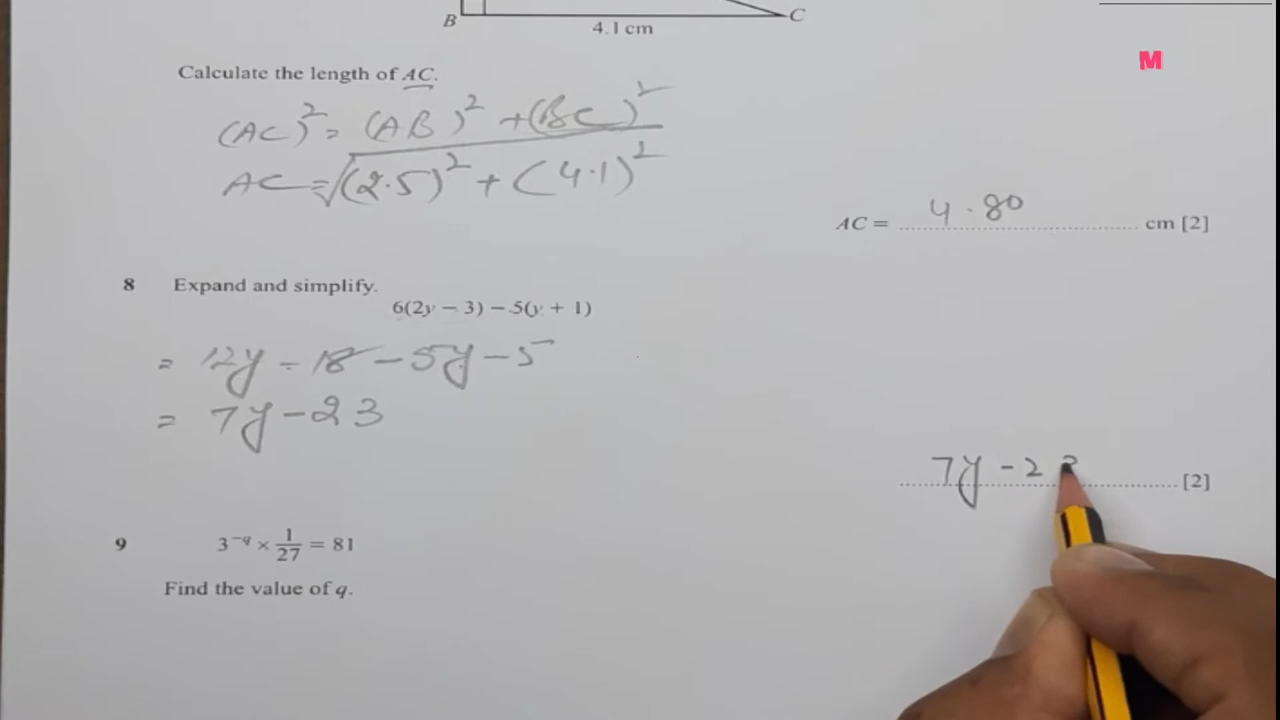 B
C
4.1 cm
M
Calculate the length of AC.
(AC)² = (AB)² + (BC)²
AC = √(2.5)² + (4.1)²
AC = 4.80 cm [2]
8 Expand and simplify.
6(2y − 3) − 5(y + 1)
= 12y − 18 − 5y − 5
= 7y − 23
7y − 2 [2]
9 3⁻q × 1/27 = 81
Find the value of q.